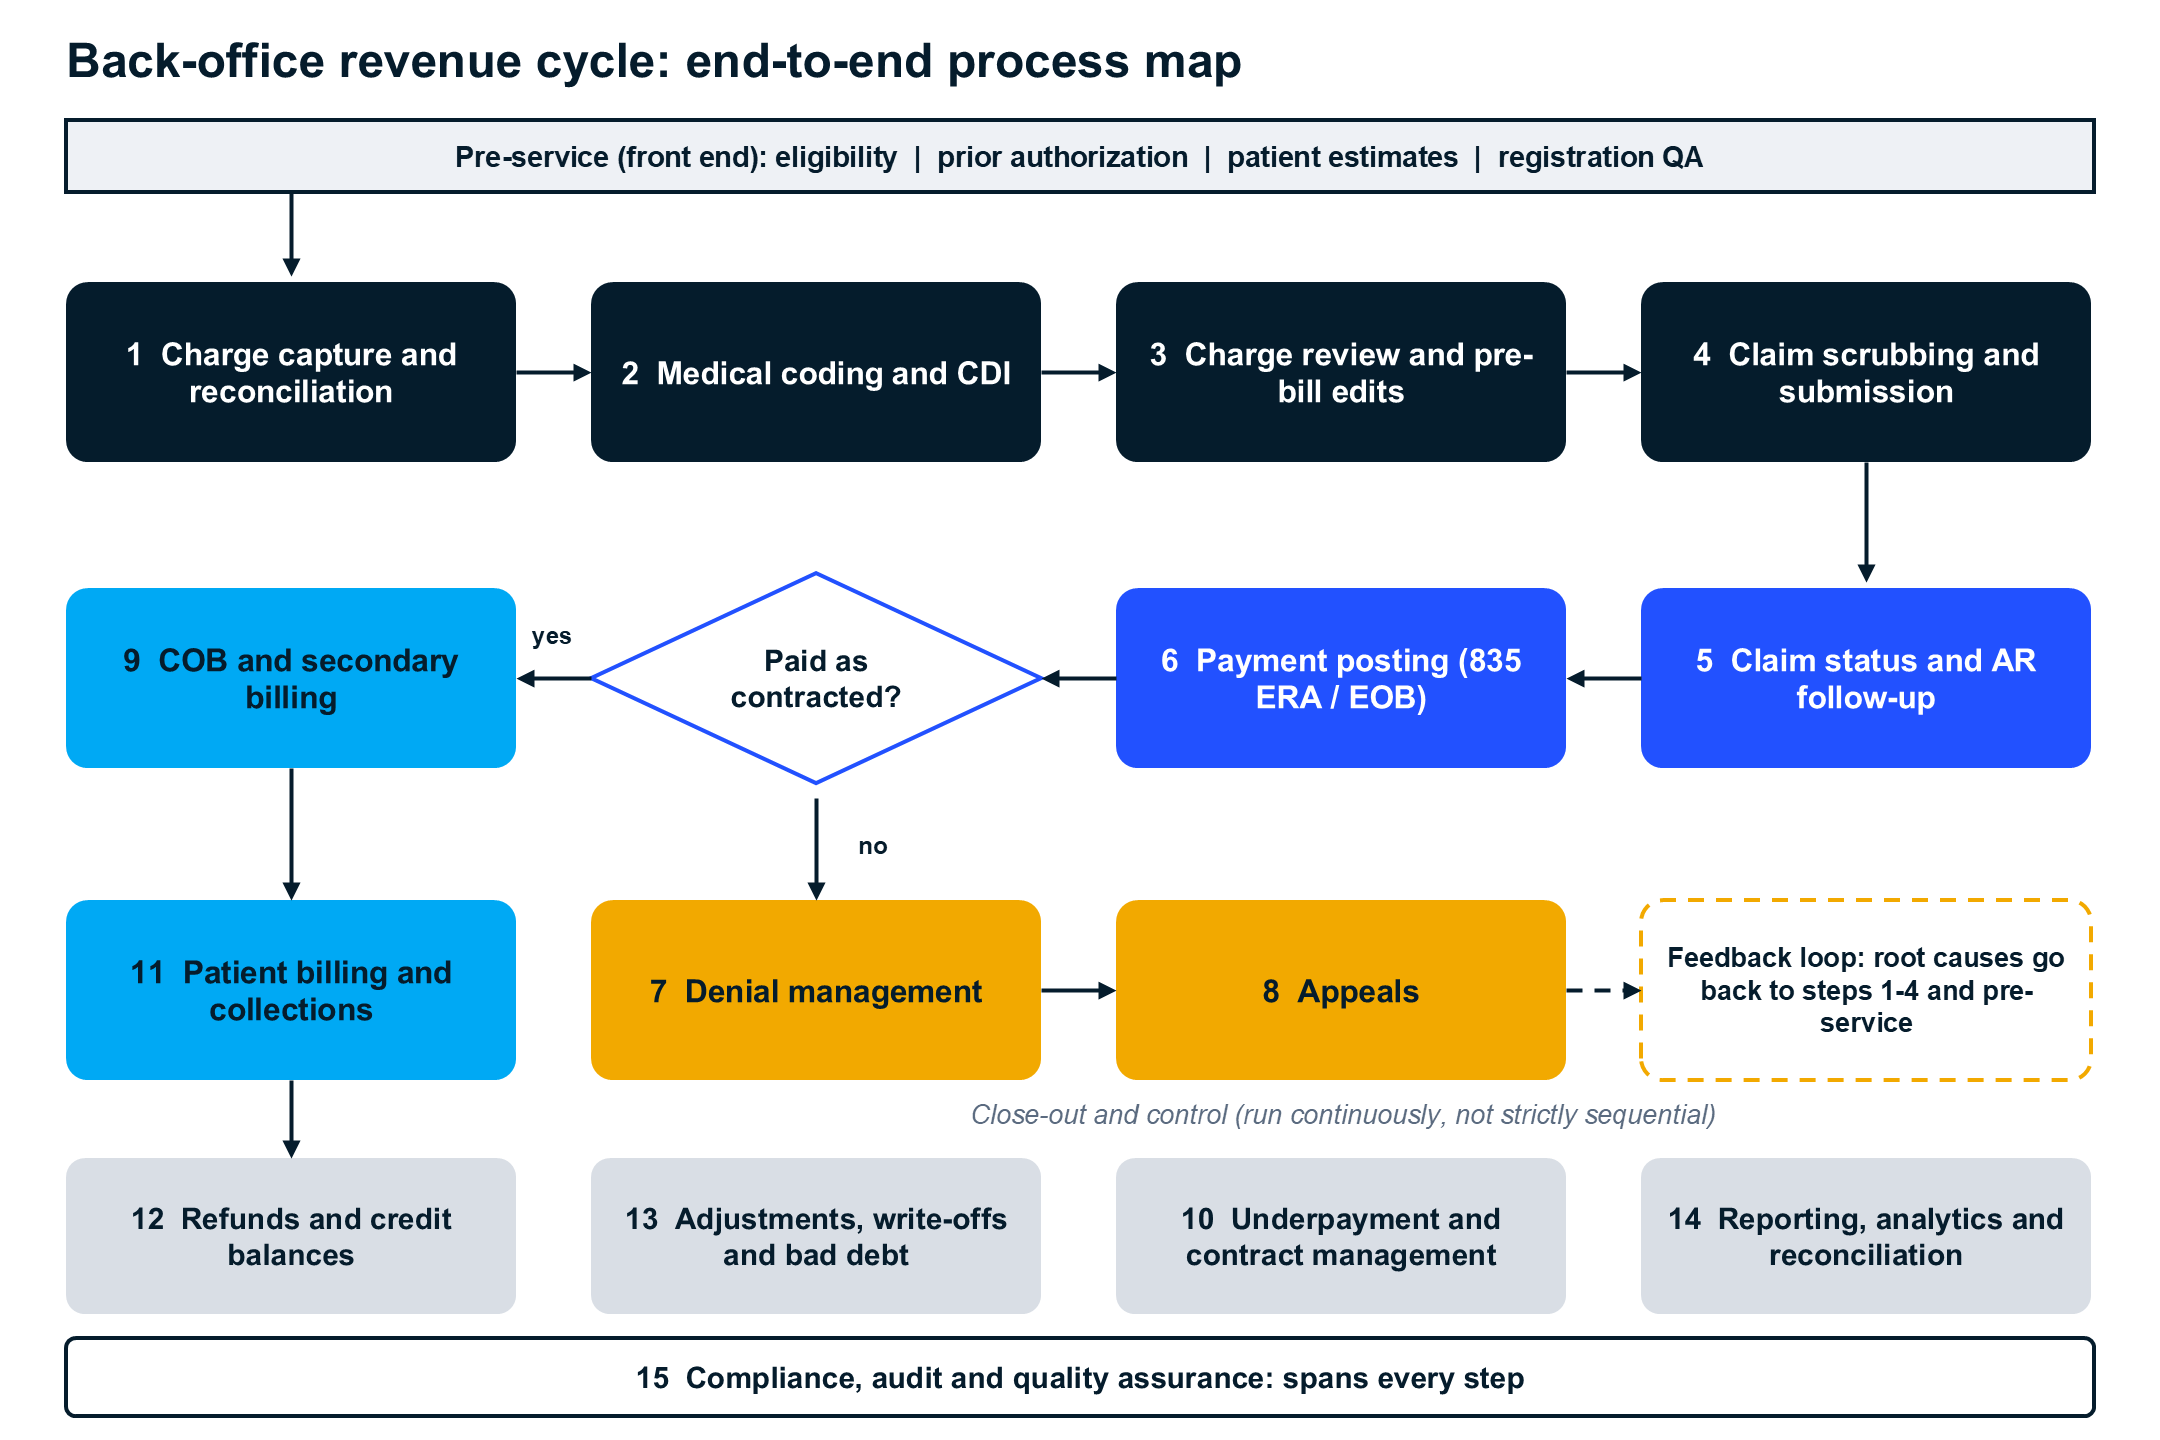 Back-office revenue cycle: end-to-end process map
Pre-service (front end): eligibility | prior authorization | patient estimates | registration QA
1 Charge capture and
reconciliation
2 Medical coding and CDI
3 Charge review and pre-
bill edits
4 Claim scrubbing and
submission
9 COB and secondary
billing
yes
Paid as
contracted?
6 Payment posting (835
ERA / EOB)
5 Claim status and AR
follow-up
no
11 Patient billing and
collections
7 Denial management
8 Appeals
Feedback loop: root causes go
back to steps 1-4 and pre-
service
Close-out and control (run continuously, not strictly sequential)
12 Refunds and credit
balances
13 Adjustments, write-offs
and bad debt
10 Underpayment and
contract management
14 Reporting, analytics and
reconciliation
15 Compliance, audit and quality assurance: spans every step